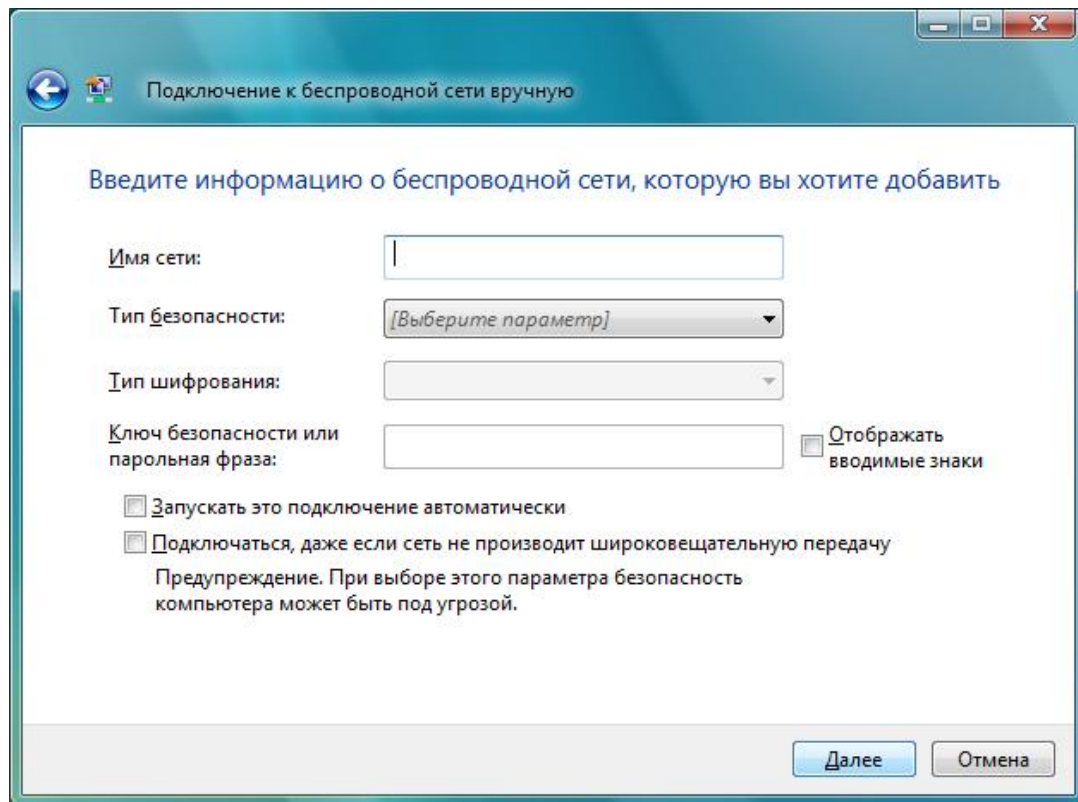 Подключение к беспроводной сети вручную
Введите информацию о беспроводной сети, которую вы хотите добавить
Имя сети:
Тип безопасности:
[Выберите параметр]
Тип шифрования:
Ключ безопасности или
парольная фраза:
Отображать
вводимые знаки
Запускать это подключение автоматически
Подключаться, даже если сеть не производит широковещательную передачу
Предупреждение. При выборе этого параметра безопасность
компьютера может быть под угрозой.
Далее
Отмена